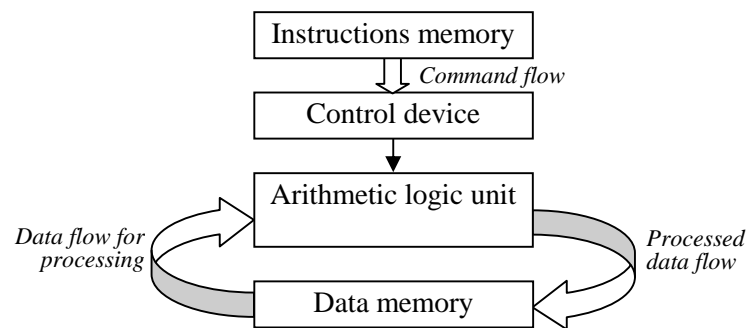 Instructions memory
Command flow
Control device
Arithmetic logic unit
Data flow for
processing
Processed
data flow
Data memory